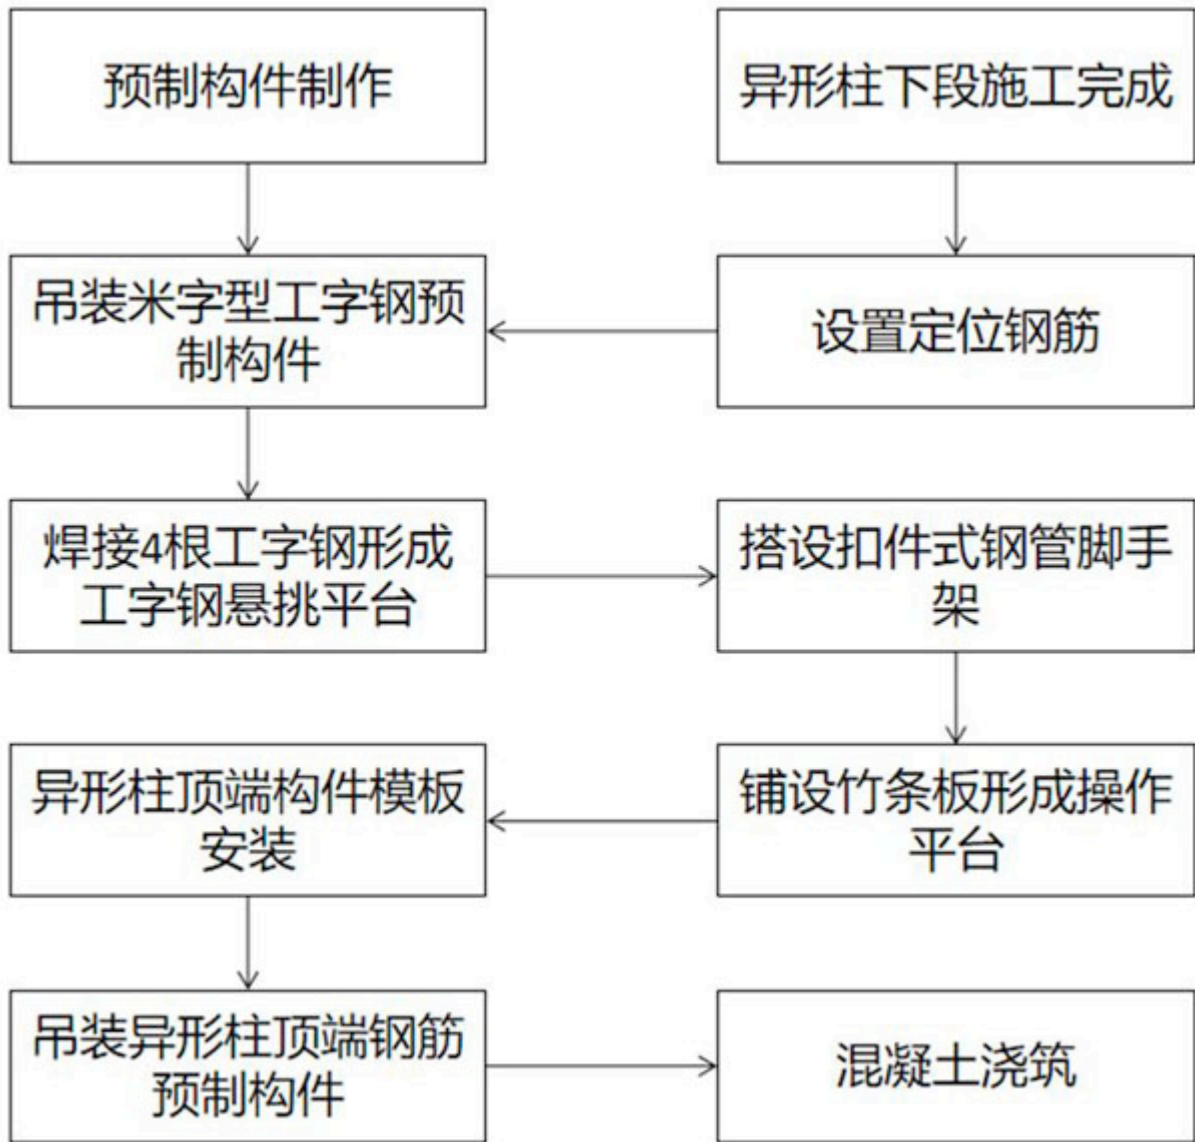 预制构件制作
异形柱下段施工完成
吊装米字型工字钢预
制构件
设置定位钢筋
焊接4根工字钢形成
工字钢悬挑平台
搭设扣件式钢管脚手
架
异形柱顶端构件模板
安装
铺设竹条板形成操作
平台
吊装异形柱顶端钢筋
预制构件
混凝土浇筑